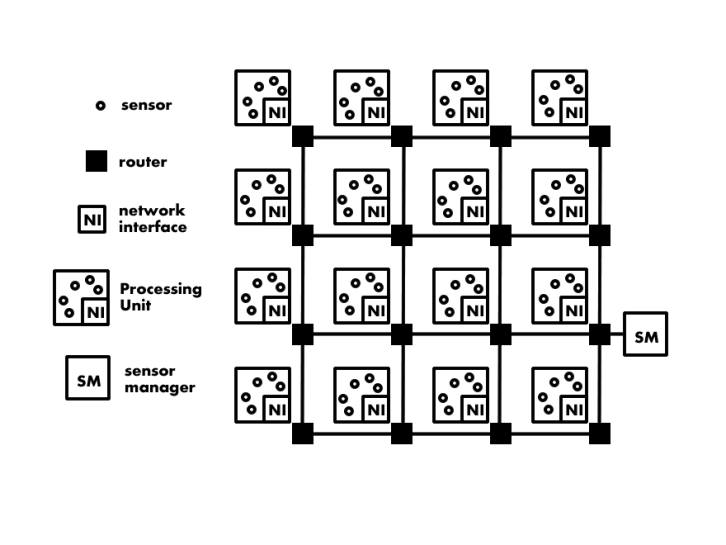 sensor
router
NI
network
interface
NI
Processing
Unit
SM
sensor
manager
NI NI NI NI
NI NI NI NI
NI NI NI NI
SM
NI NI NI NI